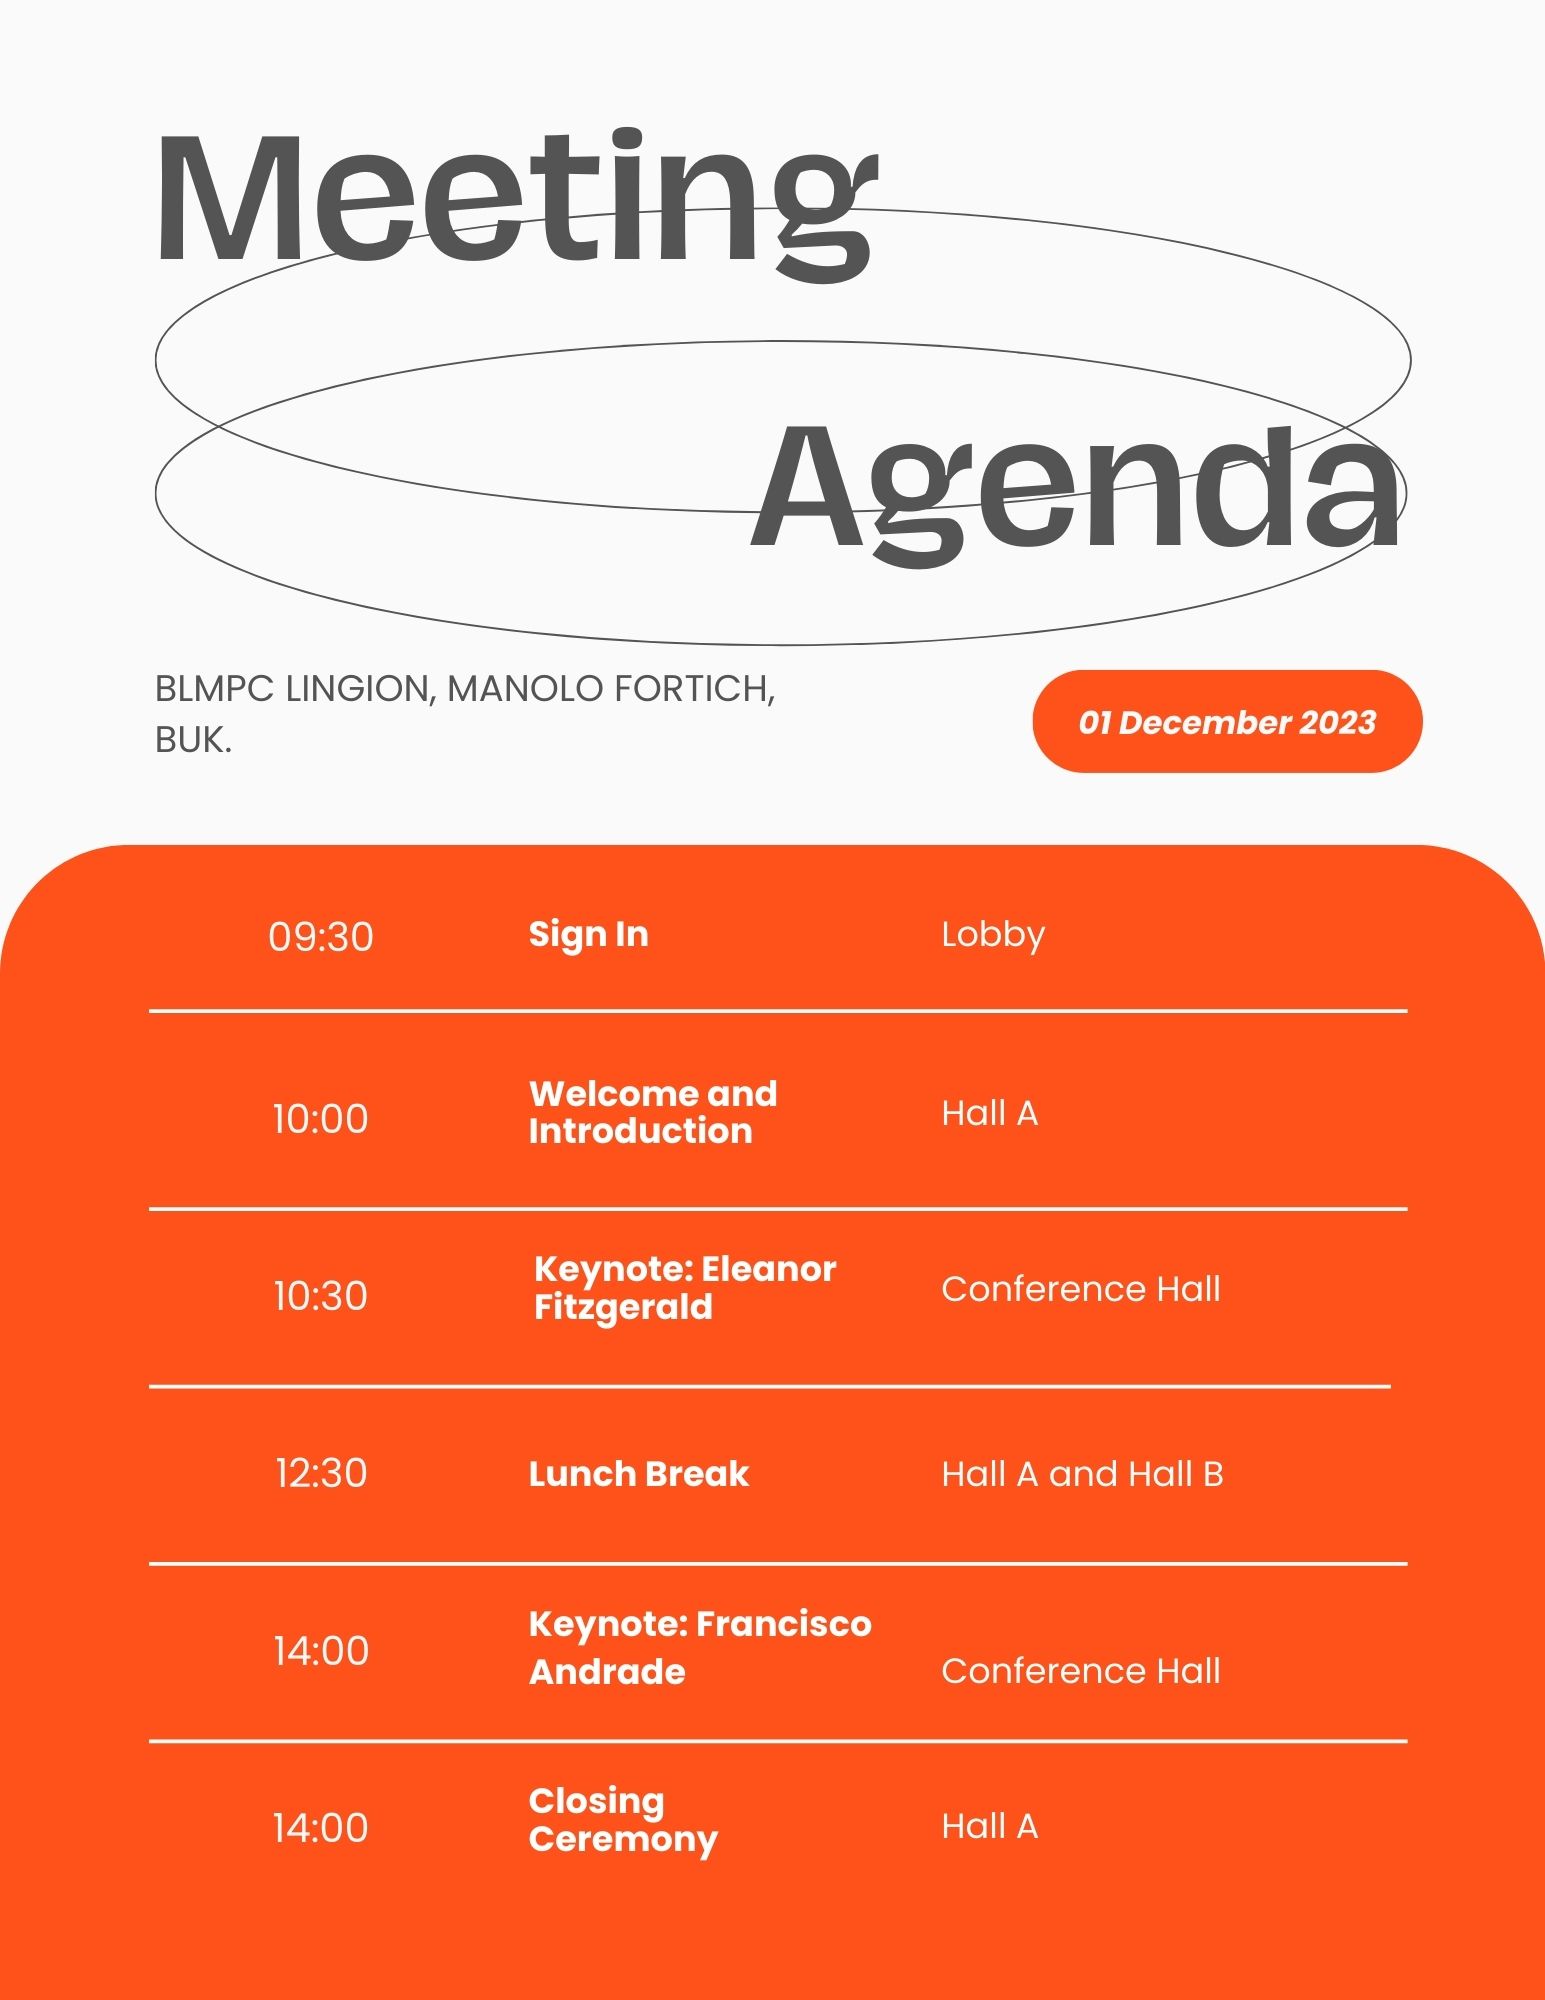 Meeting
Agenda
BLMPC LINGION, MANOLO FORTICH,
BUK.
01 December 2023
09:30 Sign In Lobby
10:00 Welcome and
Introduction Hall A
10:30 Keynote: Eleanor
Fitzgerald Conference Hall
12:30 Lunch Break Hall A and Hall B
14:00 Keynote: Francisco
Andrade Conference Hall
14:00 Closing
Ceremony Hall A